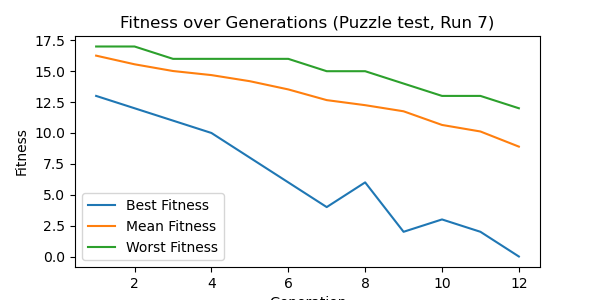 Fitness over Generations (Puzzle test, Run 7)
17.5
15.0
12.5
10.0
7.5
5.0
2.5
0.0
Fitness
Best Fitness
Mean Fitness
Worst Fitness
2 4 6 8 10 12
Generation